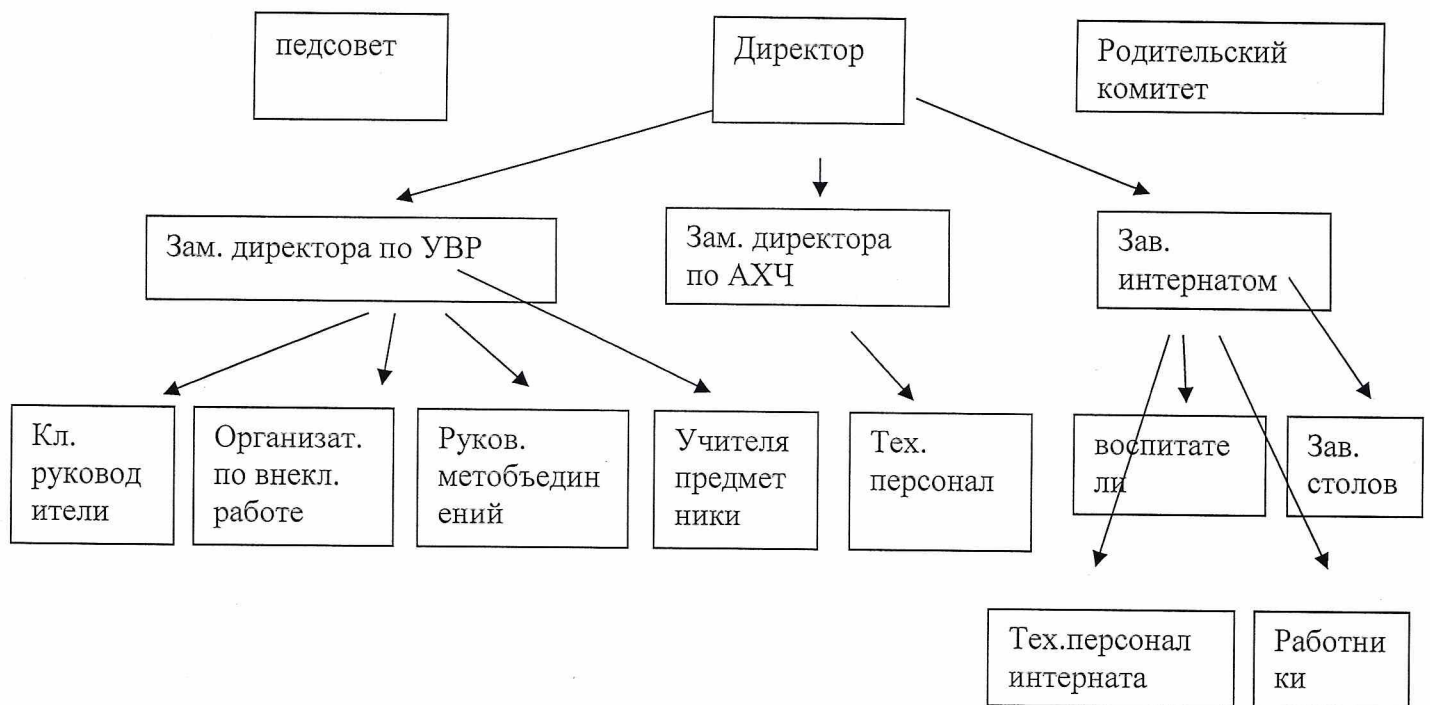 педсовет
Директор
Родительский
комитет
Зам. директора по УВР
Зам. директора
по АХЧ
Зав.
интернатом
Кл.
руковод
ители
Организат.
по внекл.
работе
Руков.
метобъедин
ений
Учителя
предмет
ники
Тех.
персонал
воспитате
ли
Зав.
столов
Тех.персонал
интерната
Работни
ки